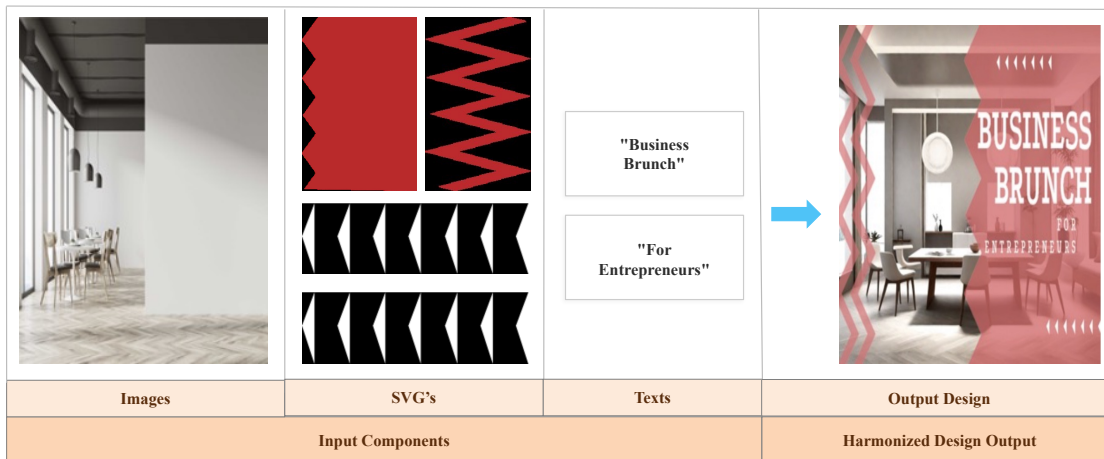 "Business
Brunch"
"For
Entrepreneurs"
BUSINESS
BRUNCH
FOR
ENTREPRENEURS
Images
SVG's
Texts
Output Design
Input Components
Harmonized Design Output